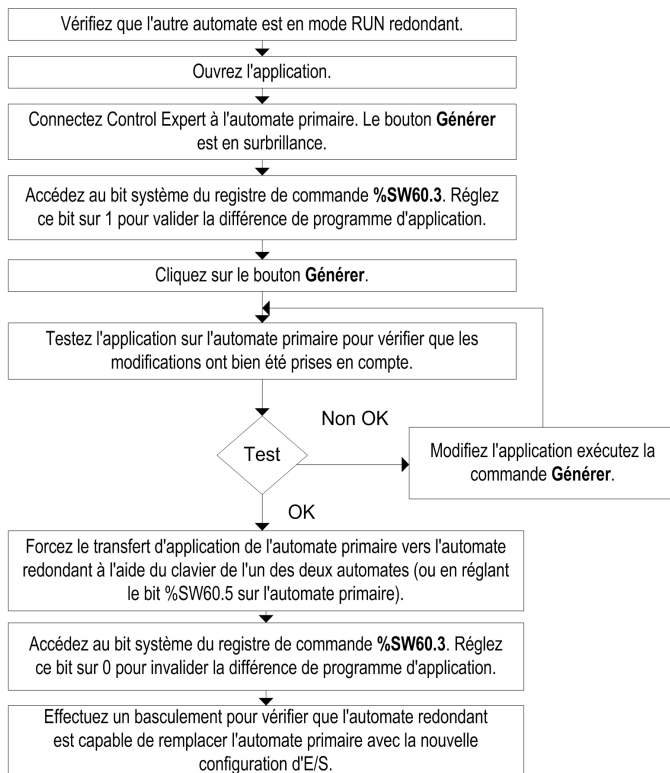 Vérifiez que l'autre automate est en mode RUN redondant.
Ouvrez l'application.
Connectez Control Expert à l'automate primaire. Le bouton Générer
est en surbrillance.
Accédez au bit système du registre de commande %SW60.3. Réglez
ce bit sur 1 pour valider la différence de programme d'application.
Cliquez sur le bouton Générer.
Testez l'application sur l'automate primaire pour vérifier que les
modifications ont bien été prises en compte.
Non OK
Test
Modifiez l'application exécutez la
commande Générer.
OK
Forcez le transfert d'application de l'automate primaire vers l'automate
redondant à l'aide du clavier de l'un des deux automates (ou en réglant
le bit %SW60.5 sur l'automate primaire).
Accédez au bit système du registre de commande %SW60.3. Réglez
ce bit sur 0 pour invalider la différence de programme d'application.
Effectuez un basculement pour vérifier que l'automate redondant
est capable de remplacer l'automate primaire avec la nouvelle
configuration d'E/S.